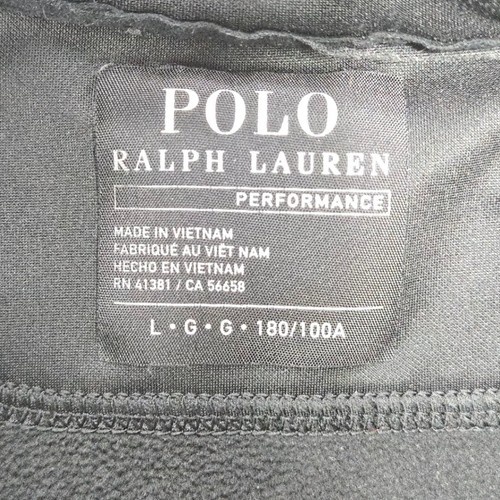 POLO
RALPH LAUREN
PERFORMANCE
MADE IN VIETNAM
FABRIQUÉ AU VIÊT NAM
HECHO EN VIETNAM
RN 41381 / CA 56658
L • G • G • 180/100A